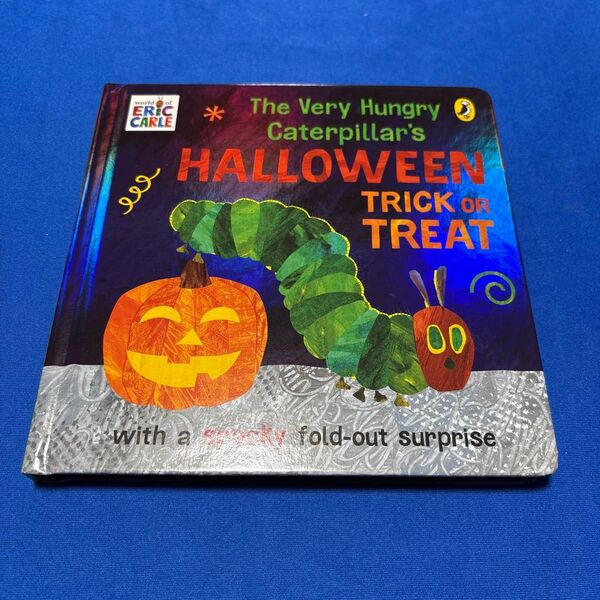 world of
ERIC
CARLE
The Very Hungry
Caterpillar's
HALLOWEEN
TRICK OR
TREAT
with a spooky fold-out surprise